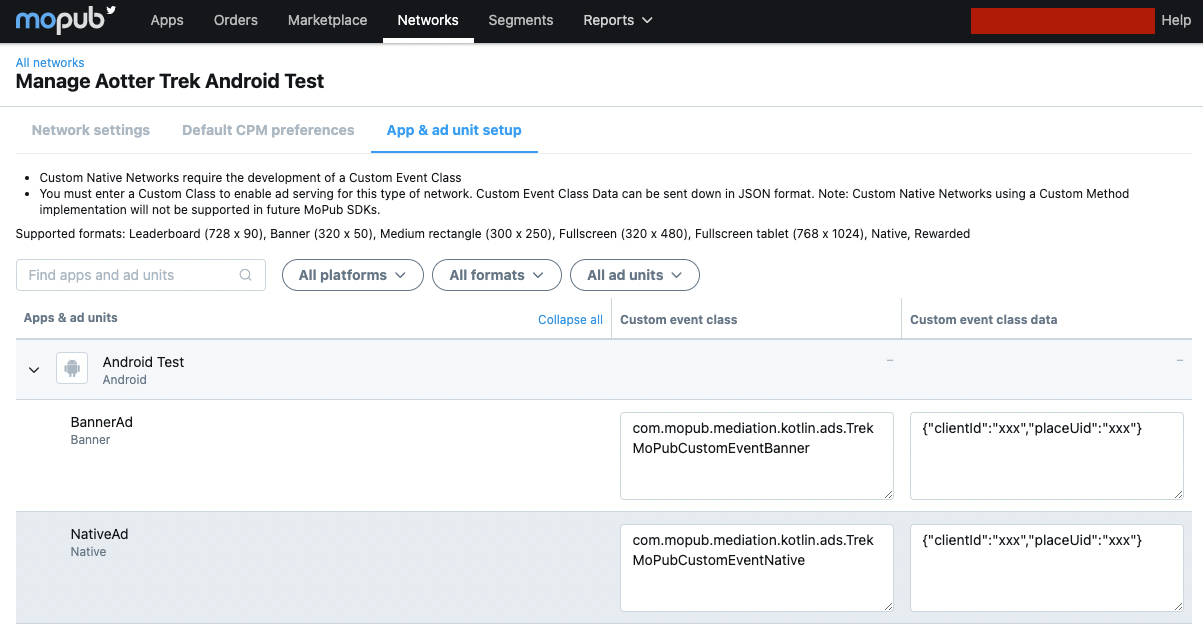 mopub Apps Orders Marketplace Networks Segments Reports Help
All networks
Manage Aotter Trek Android Test
Network settings Default CPM preferences App & ad unit setup
• Custom Native Networks require the development of a Custom Event Class
• You must enter a Custom Class to enable ad serving for this type of network. Custom Event Class Data can be sent down in JSON format. Note: Custom Native Networks using a Custom Method
implementation will not be supported in future MoPub SDKs.
Supported formats: Leaderboard (728 x 90), Banner (320 x 50), Medium rectangle (300 x 250), Fullscreen (320 x 480), Fullscreen tablet (768 x 1024), Native, Rewarded
Find apps and ad units All platforms All formats All ad units
Apps & ad units Collapse all Custom event class Custom event class data
Android Test – –
Android
BannerAd
Banner
com.mopub.mediation.kotlin.ads.Trek
MoPubCustomEventBanner
{"clientId":"xxx","placeUid":"xxx"}
NativeAd
Native
com.mopub.mediation.kotlin.ads.Trek
MoPubCustomEventNative
{"clientId":"xxx","placeUid":"xxx"}